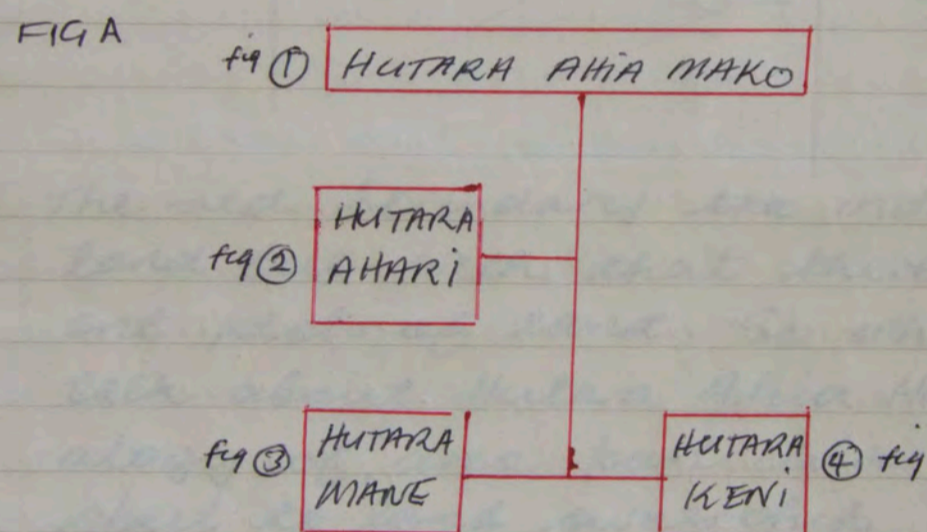 FIG A
fig ① HUTARA AHIA MAKO
HUTARA
fig ② AHARI
fig ③ HUTARA
MANE
HUTARA ④ fig
KENI